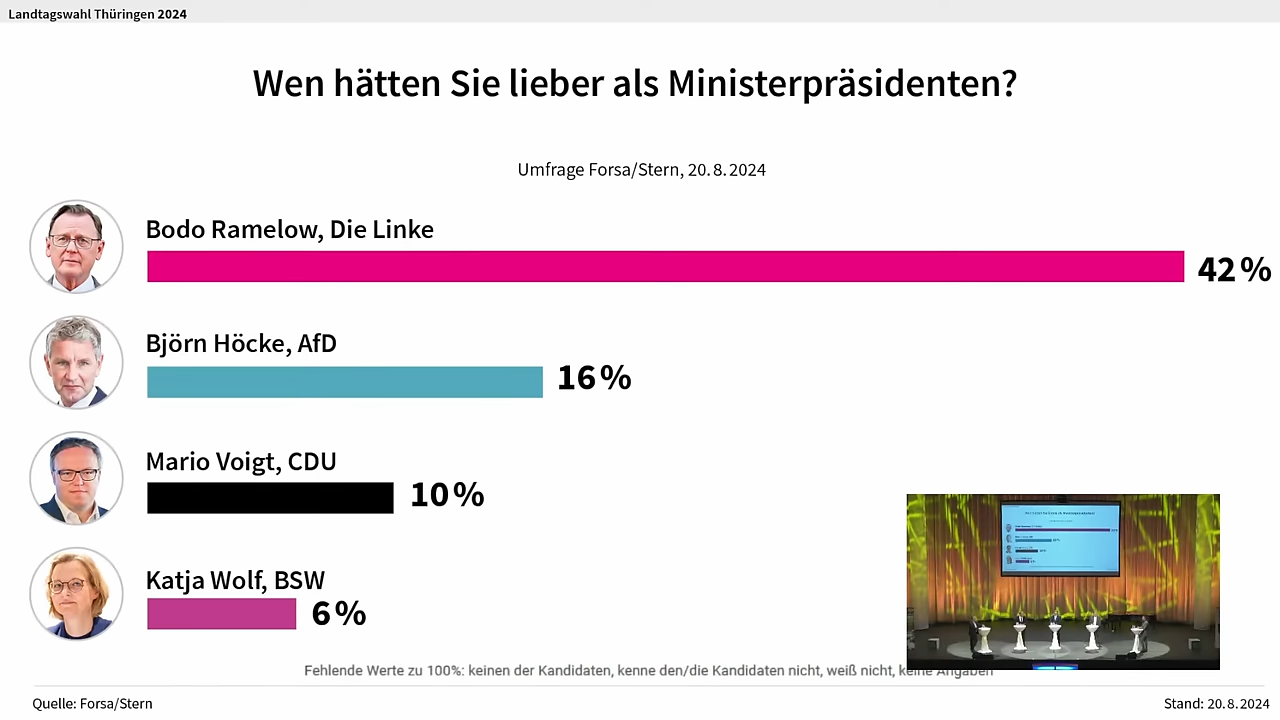 Landtagswahl Thüringen 2024
Wen hätten Sie lieber als Ministerpräsidenten?
Umfrage Forsa/Stern, 20.8.2024
Bodo Ramelow, Die Linke
42 %
Björn Höcke, AfD
16 %
Mario Voigt, CDU
10 %
Katja Wolf, BSW
6 %
Fehlende Werte zu 100%: keinen der Kandidaten, kenne den/die Kandidaten nicht, weiß nicht, keine Angaben
Quelle: Forsa/Stern
Stand: 20.8.2024